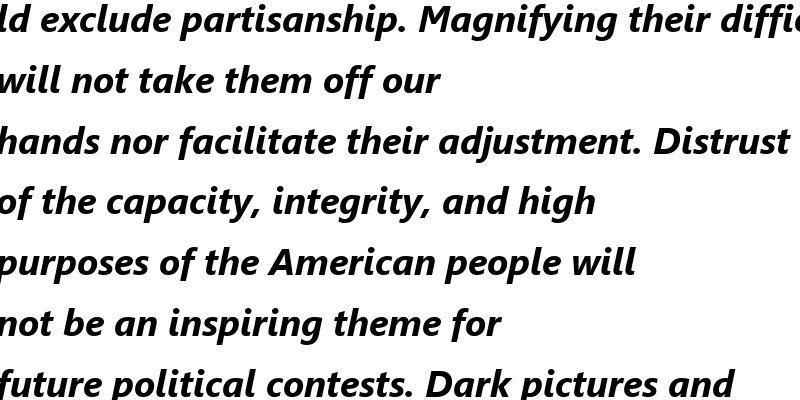 exclude partisanship. Magnifying their
will not take them off our
hands nor facilitate their adjustment. Distrust
of the capacity, integrity, and high
purposes of the American people will
not be an inspiring theme for
future political contests. Dark pictures and